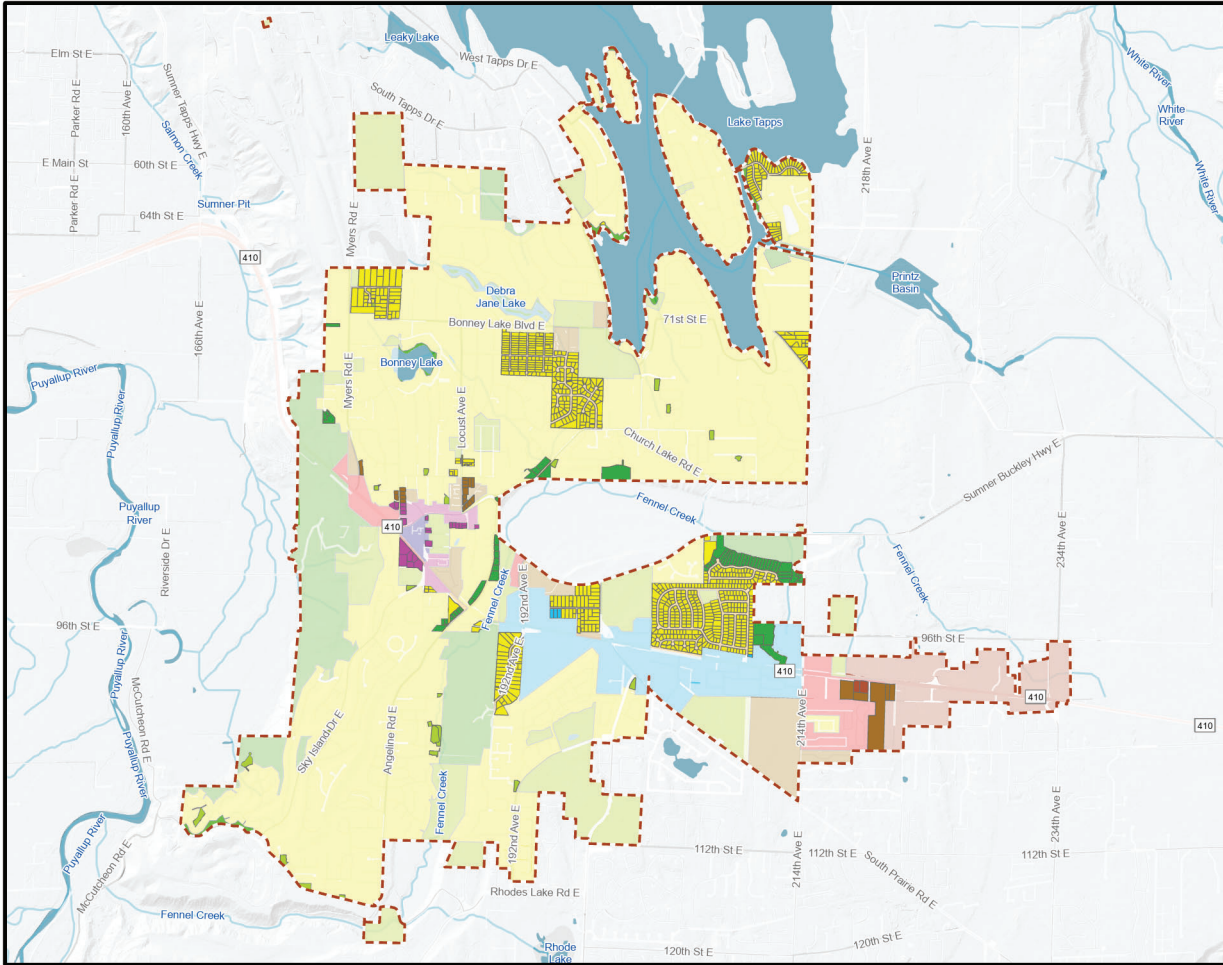 Leaky Lake
West Tapps Dr E
Elm St E
Parker Rd E
160th Ave E
Sumner Tapps Hwy E
South Tapps Dr E
White River
White
River
Lake Tapps
Salmon Creek
E Main St
60th St E
218th Ave E
White River
Parker Rd E
Sumner Pit
64th St E
Myers Rd E
410
Printz
Basin
Debra
Jane Lake
71st St E
Bonney Lake Blvd E
166th Ave E
Bonney Lake
Puyallup River
Myers Rd E
Puyallup River
Locust Ave E
Church Lake Rd E
Sumner Buckley Hwy E
Fennel Creek
Puyallup
River
410
Riverside Dr E
Fennel Creek
234th Ave E
Fennel Creek
192nd Ave E
96th St E
96th St E
Puyallup River
192nd Ave E
410
410
410
McCutcheon Rd E
214th Ave E
Sky Island Dr E
Angeline Rd E
Puyallup River
Fennel Creek
192nd Ave E
214th Ave E
234th Ave E
Puyallup River
McCutcheon Rd E
112th St E
112th St E
112th St E
South Prairie Rd E
Rhodes Lake Rd E
Fennel Creek
Rhode
Lake
120th St E
120th St E